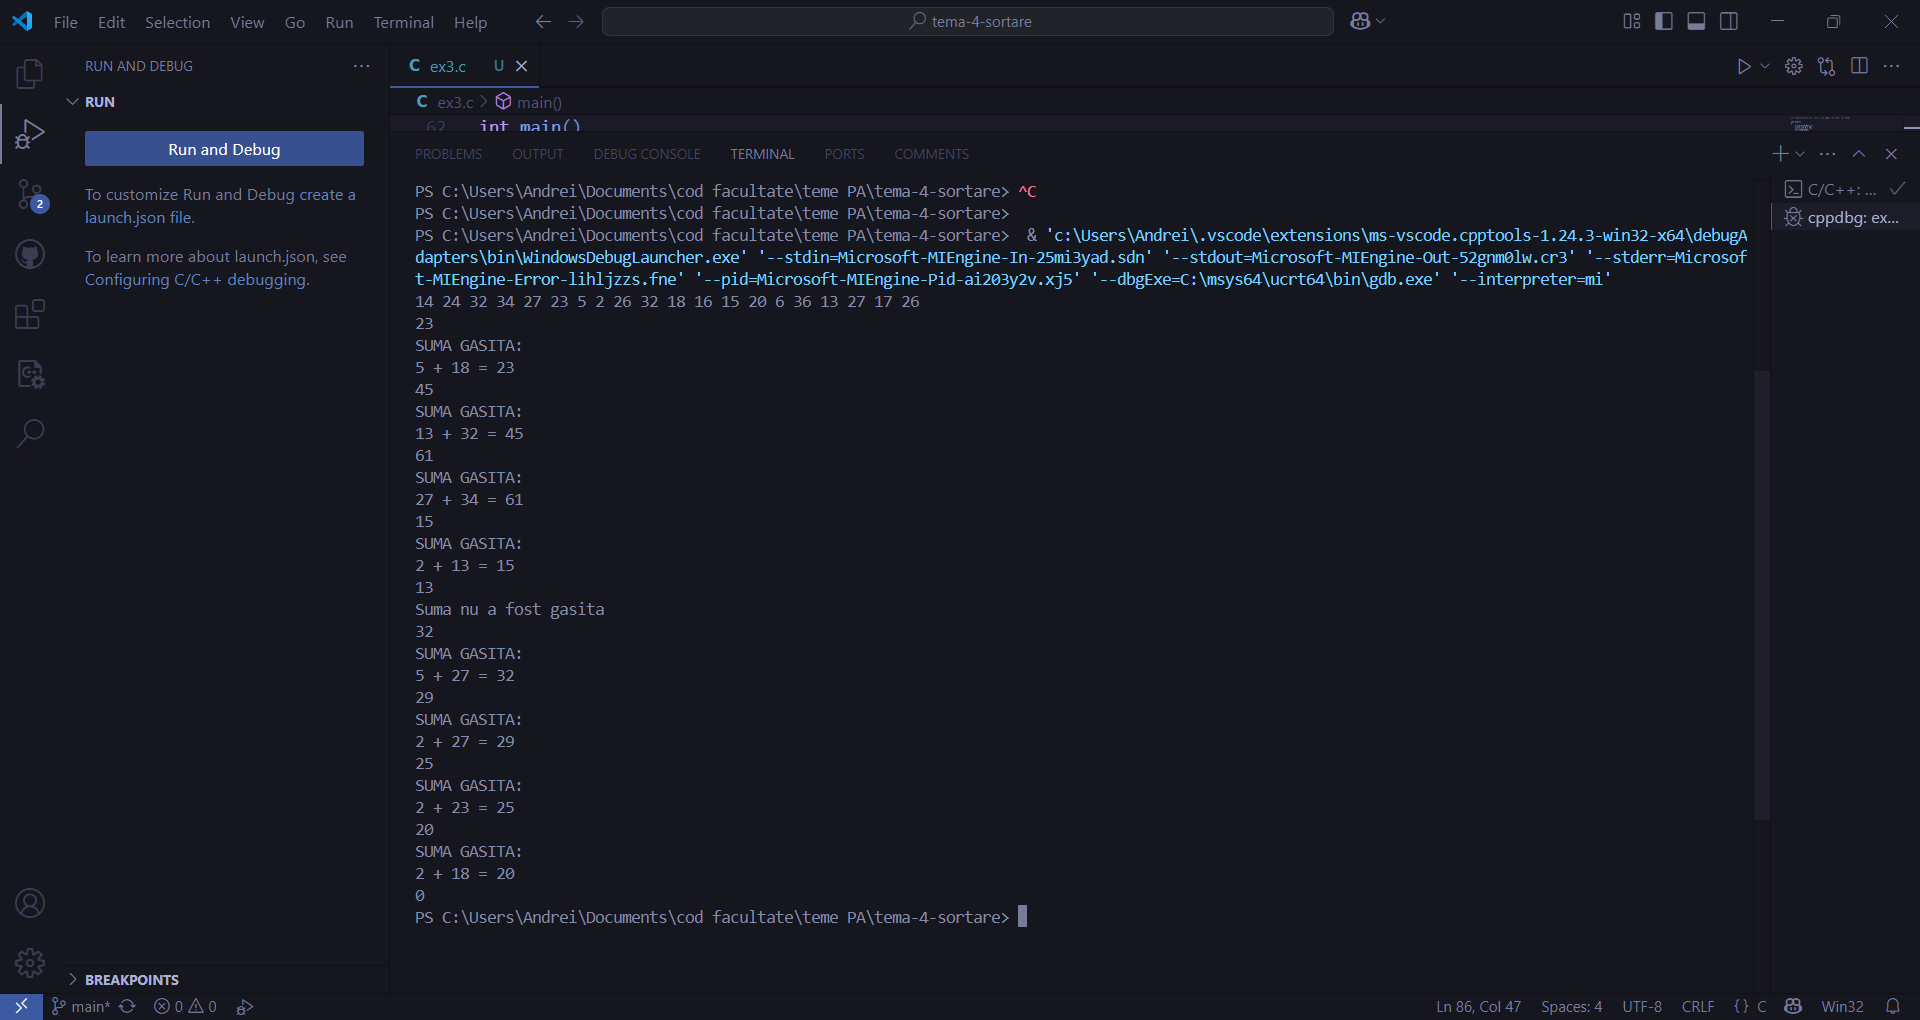 File Edit Selection View Go Run Terminal Help
tema-4-sortare
RUN AND DEBUG
RUN
Run and Debug
To customize Run and Debug create a
launch.json file.
To learn more about launch.json, see
Configuring C/C++ debugging.
2
BREAKPOINTS
C ex3.c U
C ex3.c > main()
62 int main()
PROBLEMS OUTPUT DEBUG CONSOLE TERMINAL PORTS COMMENTS
PS C:\Users\Andrei\Documents\cod facultate\teme PA\tema-4-sortare> ^C
PS C:\Users\Andrei\Documents\cod facultate\teme PA\tema-4-sortare>
PS C:\Users\Andrei\Documents\cod facultate\teme PA\tema-4-sortare>  & 'c:\Users\Andrei\.vscode\extensions\ms-vscode.cpptools-1.24.3-win32-x64\debugA
dapters\bin\WindowsDebugLauncher.exe' '--stdin=Microsoft-MIEngine-In-25mi3yad.sdn' '--stdout=Microsoft-MIEngine-Out-52gnm0lw.cr3' '--stderr=Microsof
t-MIEngine-Error-lihljzzs.fne' '--pid=Microsoft-MIEngine-Pid-ai203y2v.xj5' '--dbgExe=C:\msys64\ucrt64\bin\gdb.exe' '--interpreter=mi'
14 24 32 34 27 23 5 2 26 32 18 16 15 20 6 36 13 27 17 26
23
SUMA GASITA:
5 + 18 = 23
45
SUMA GASITA:
13 + 32 = 45
61
SUMA GASITA:
27 + 34 = 61
15
SUMA GASITA:
2 + 13 = 15
13
Suma nu a fost gasita
32
SUMA GASITA:
5 + 27 = 32
29
SUMA GASITA:
2 + 27 = 29
25
SUMA GASITA:
2 + 23 = 25
20
SUMA GASITA:
2 + 18 = 20
0
PS C:\Users\Andrei\Documents\cod facultate\teme PA\tema-4-sortare>
C/C++: ...
cppdbg: ex...
main* 0 0
Ln 86, Col 47 Spaces: 4 UTF-8 CRLF {} C Win32